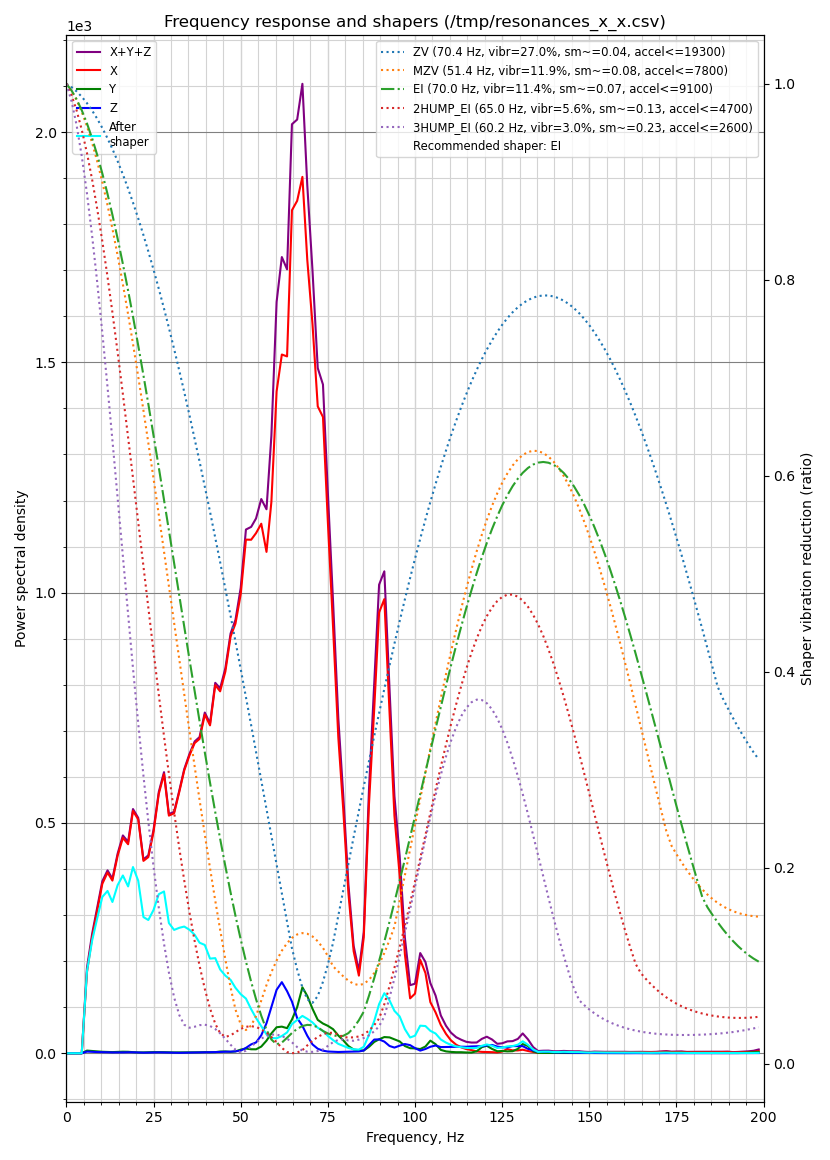 Frequency response and shapers (/tmp/resonances_x_x.csv)
1e3
X+Y+Z
X
Y
Z
After
shaper
ZV (70.4 Hz, vibr=27.0%, sm~=0.04, accel<=19300)
MZV (51.4 Hz, vibr=11.9%, sm~=0.08, accel<=7800)
EI (70.0 Hz, vibr=11.4%, sm~=0.07, accel<=9100)
2HUMP_EI (65.0 Hz, vibr=5.6%, sm~=0.13, accel<=4700)
3HUMP_EI (60.2 Hz, vibr=3.0%, sm~=0.23, accel<=2600)
Recommended shaper: EI
Power spectral density
2.0
1.5
1.0
0.5
0.0
1.0
0.8
0.6
0.4
0.2
0.0
Shaper vibration reduction (ratio)
0 25 50 75 100 125 150 175 200
Frequency, Hz